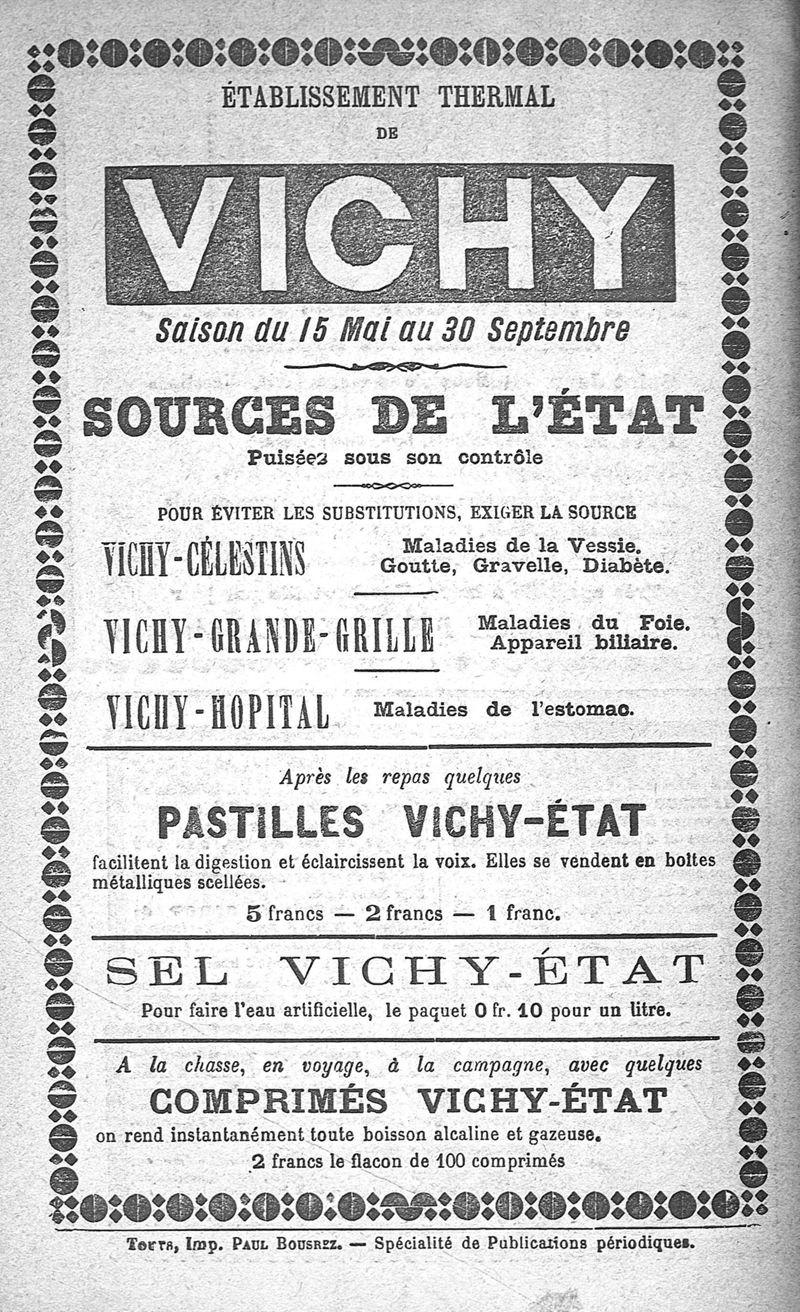 ÉTABLISSEMENT THERMAL
DE
VICHY
Saison du 15 Mai au 30 Septembre
SOURCES DE L'ÉTAT
Puisées sous son contrôle
POUR ÉVITER LES SUBSTITUTIONS, EXIGER LA SOURCE
VICHY-CÉLESTINS
Maladies de la Vessie.
Goutte, Gravelle, Diabète.
VICHY-GRANDE-GRILLE
Maladies du Foie.
Appareil biliaire.
VICHY-HOPITAL
Maladies de l'estomac.
Après les repas quelques
PASTILLES VICHY-ÉTAT
facilitent la digestion et éclaircissent la voix. Elles se vendent en boîtes
métalliques scellées.
5 francs — 2 francs — 1 franc.
SEL VICHY-ÉTAT
Pour faire l'eau artificielle, le paquet 0 fr. 10 pour un litre.
A la chasse, en voyage, à la campagne, avec quelques
COMPRIMÉS VICHY-ÉTAT
on rend instantanément toute boisson alcaline et gazeuse.
2 francs le flacon de 100 comprimés
Tours, Imp. PAUL BOUSREZ. — Spécialité de Publications périodiques.